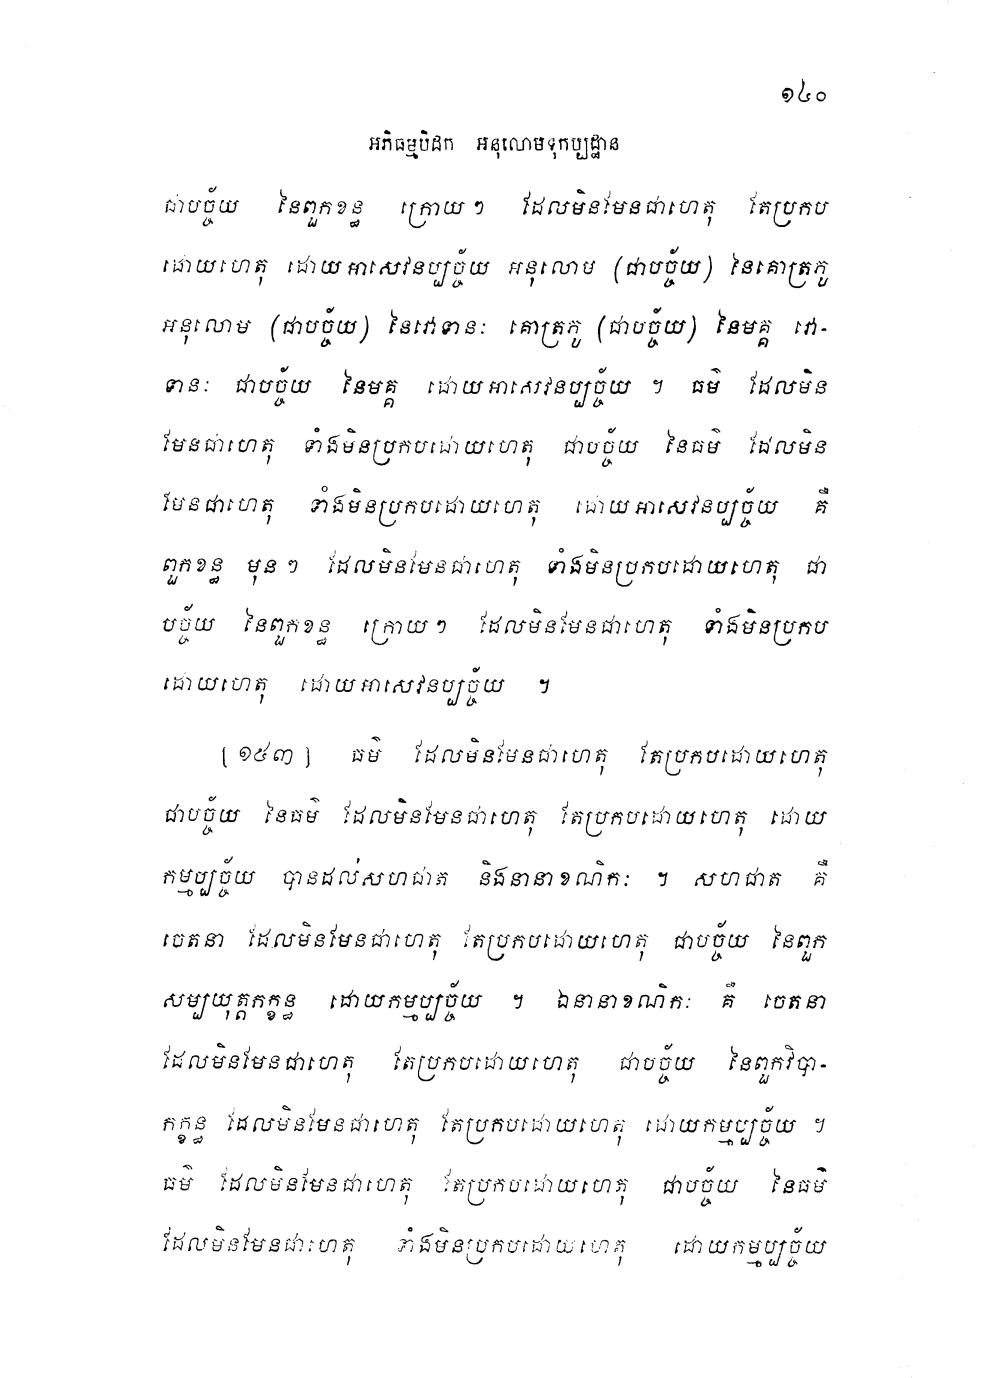 ១៤០
អភិធម្មបិដក អនុលោមទុកប្បដ្ឋាន
ជាបច្ច័យ នៃពួកខន្ធ ក្រោយៗ ដែលមិនមែនជាហេតុ តែប្រកប
ដោយហេតុ ដោយអាសេវនប្បច្ច័យ អនុលោម (ជាបច្ច័យ) នៃគោត្រភូ
អនុលោម (ជាបច្ច័យ) នៃវោទានៈ គោត្រភូ (ជាបច្ច័យ) នៃមគ្គ វោ-
ទានៈ ជាបច្ច័យ នៃមគ្គ ដោយអាសេវនប្បច្ច័យ ។ ធម៌ ដែលមិន
មែនជាហេតុ ទាំងមិនប្រកបដោយហេតុ ជាបច្ច័យ នៃធម៌ ដែលមិន
មែនជាហេតុ ទាំងមិនប្រកបដោយហេតុ ដោយអាសេវនប្បច្ច័យ គឺ
ពួកខន្ធ មុនៗ ដែលមិនមែនជាហេតុ ទាំងមិនប្រកបដោយហេតុ ជា
បច្ច័យ នៃពួកខន្ធ ក្រោយៗ ដែលមិនមែនជាហេតុ ទាំងមិនប្រកប
ដោយហេតុ ដោយអាសេវនប្បច្ច័យ ។
[១៥៣] ធម៌ ដែលមិនមែនជាហេតុ តែប្រកបដោយហេតុ
ជាបច្ច័យ នៃធម៌ ដែលមិនមែនជាហេតុ តែប្រកបដោយហេតុ ដោយ
កម្មប្បច្ច័យ បានដល់សហជាត និងនានាខណិកៈ ។ សហជាត គឺ
ចេតនា ដែលមិនមែនជាហេតុ តែប្រកបដោយហេតុ ជាបច្ច័យ នៃពួក
សម្បយុត្តកក្ខន្ធ ដោយកម្មប្បច្ច័យ ។ ឯនានាខណិកៈ គឺ ចេតនា
ដែលមិនមែនជាហេតុ តែប្រកបដោយហេតុ ជាបច្ច័យ នៃពួកវិបា-
កក្ខន្ធ ដែលមិនមែនជាហេតុ តែប្រកបដោយហេតុ ដោយកម្មប្បច្ច័យ ។
ធម៌ ដែលមិនមែនជាហេតុ តែប្រកបដោយហេតុ ជាបច្ច័យ នៃធម៌
ដែលមិនមែនជាហេតុ ទាំងមិនប្រកបដោយហេតុ ដោយកម្មប្បច្ច័យ